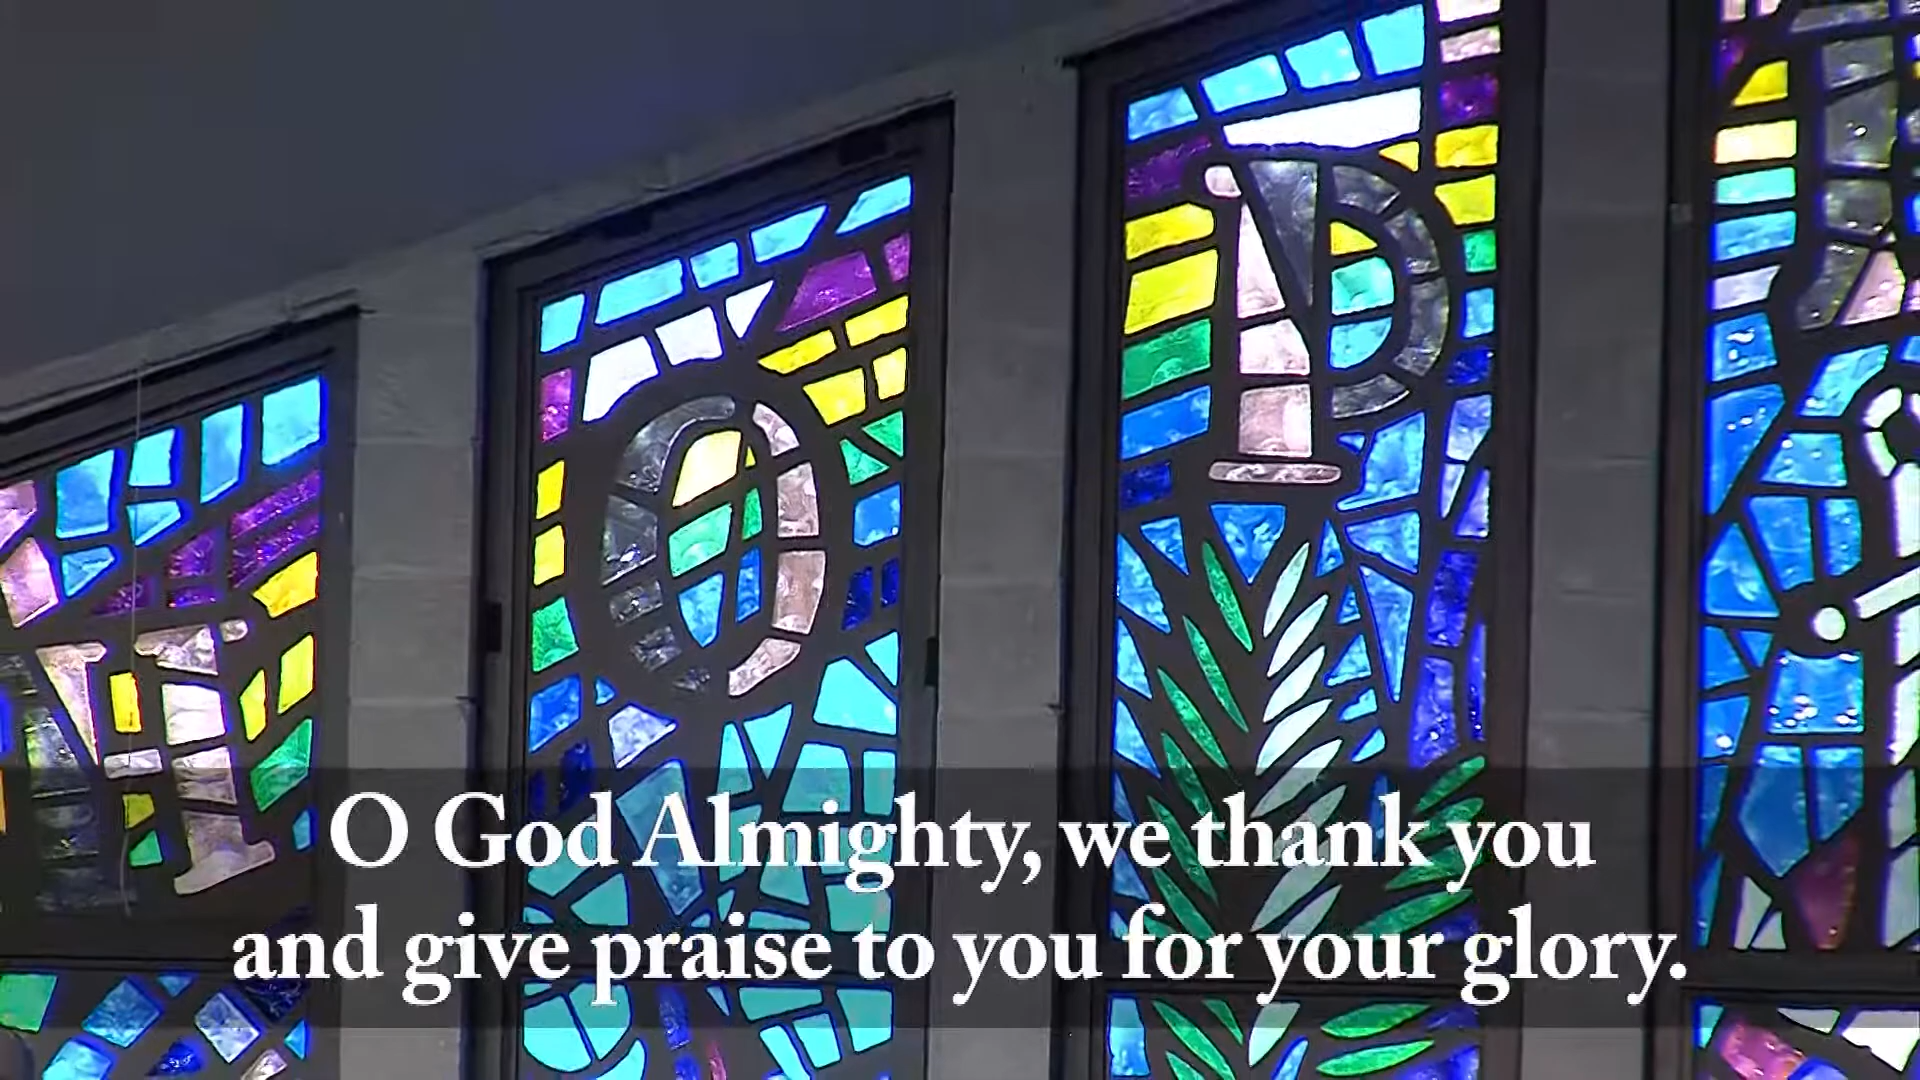 H O P
O God Almighty, we thank you
and give praise to you for your glory.